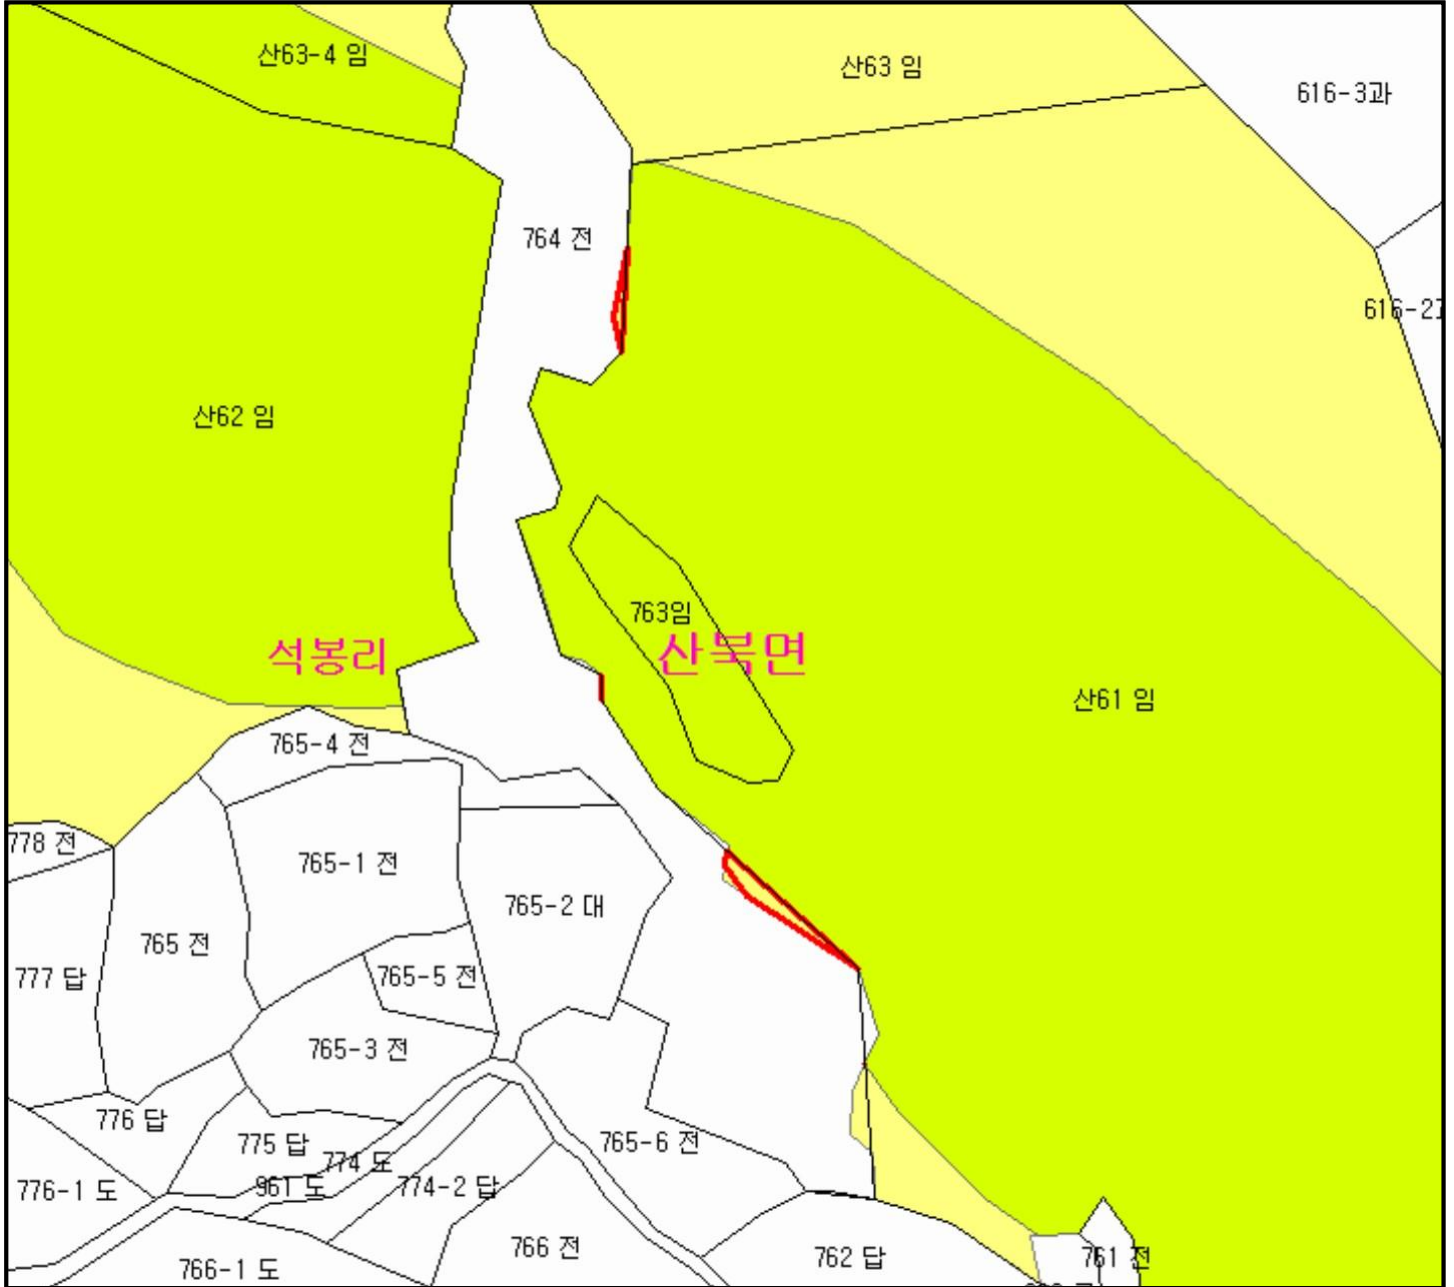 산63-4 임
산63 임
616-3과
764 전
산62 임
763임
석봉리
산북면
산61 임
765-4 전
778 전
765-1 전
765-2 대
765 전
777 답
765-5 전
765-3 전
776 답
775 답
774 도
765-6 전
776-1 도
961 도
774-2 답
766 전
762 답
761 전
766-1 도